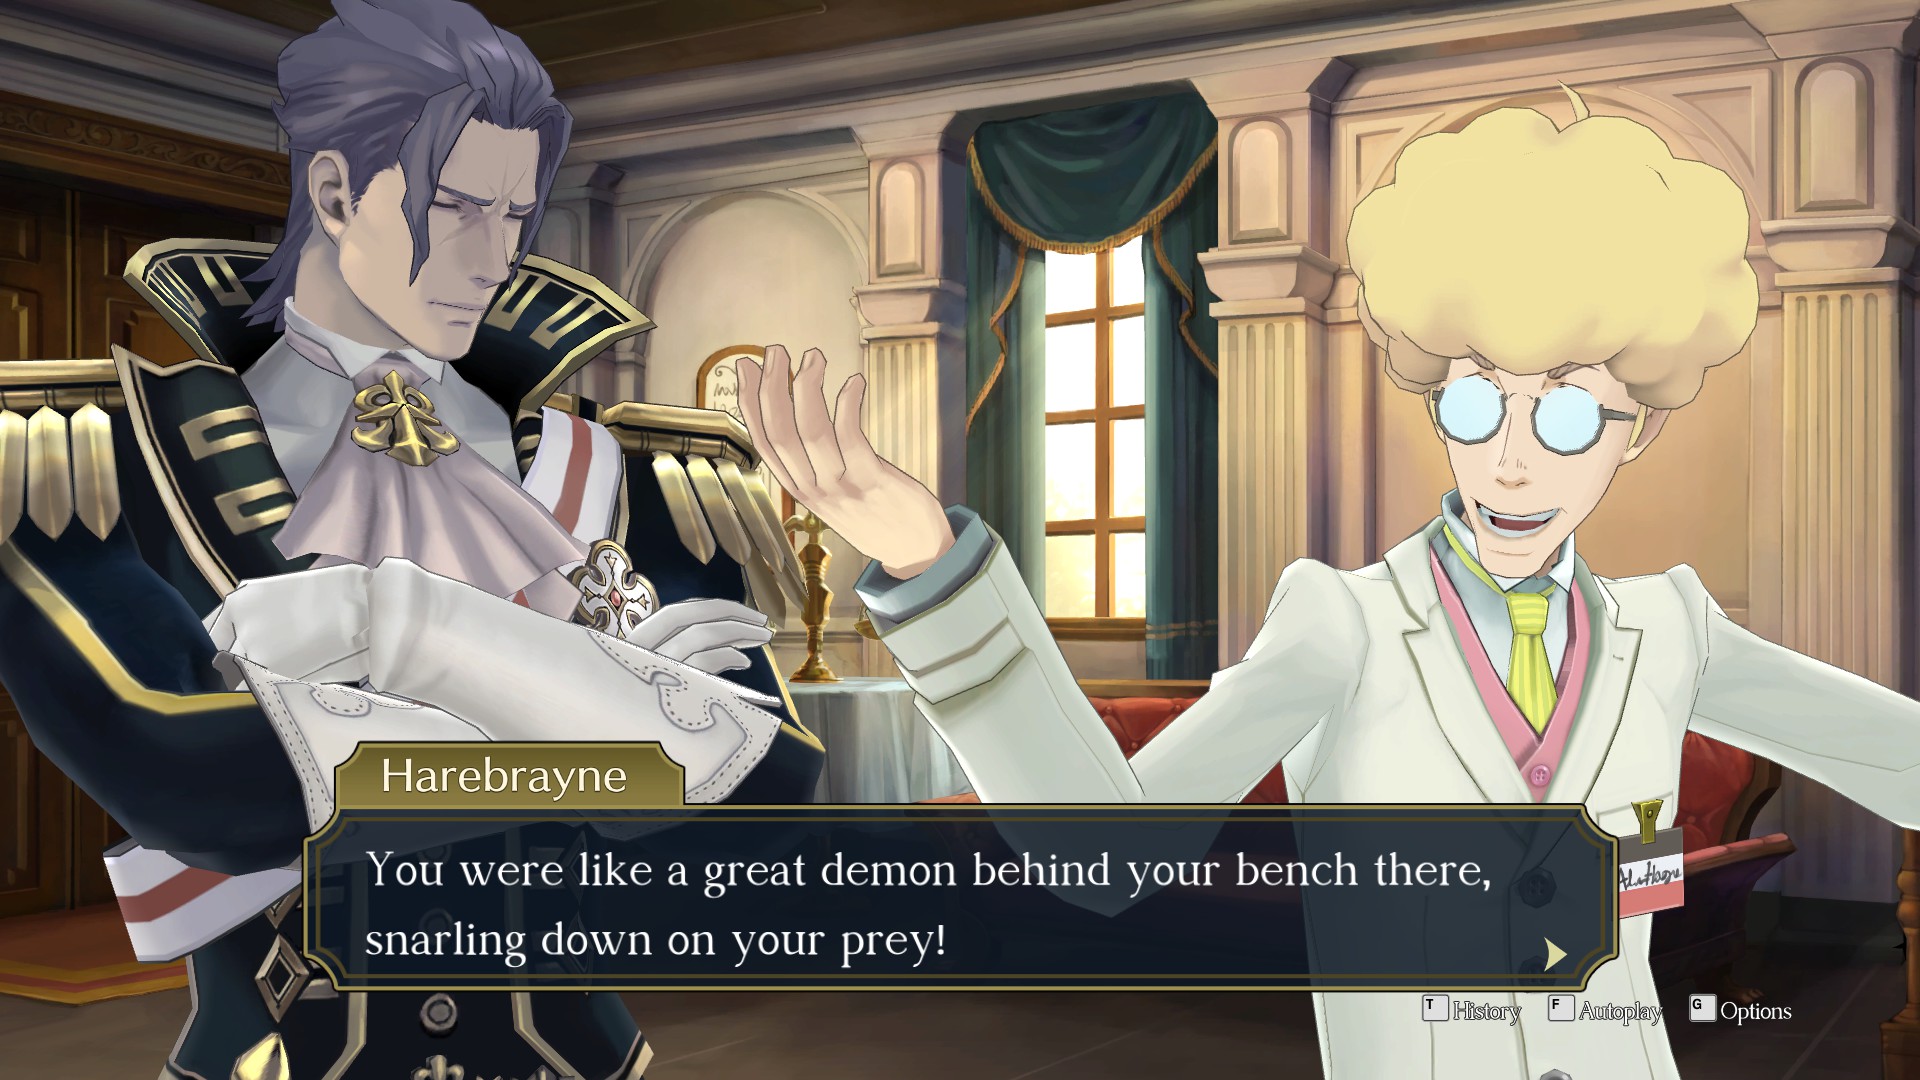 Harebrayne
You were like a great demon behind your bench there,
snarling down on your prey!
T History F Autoplay G Options